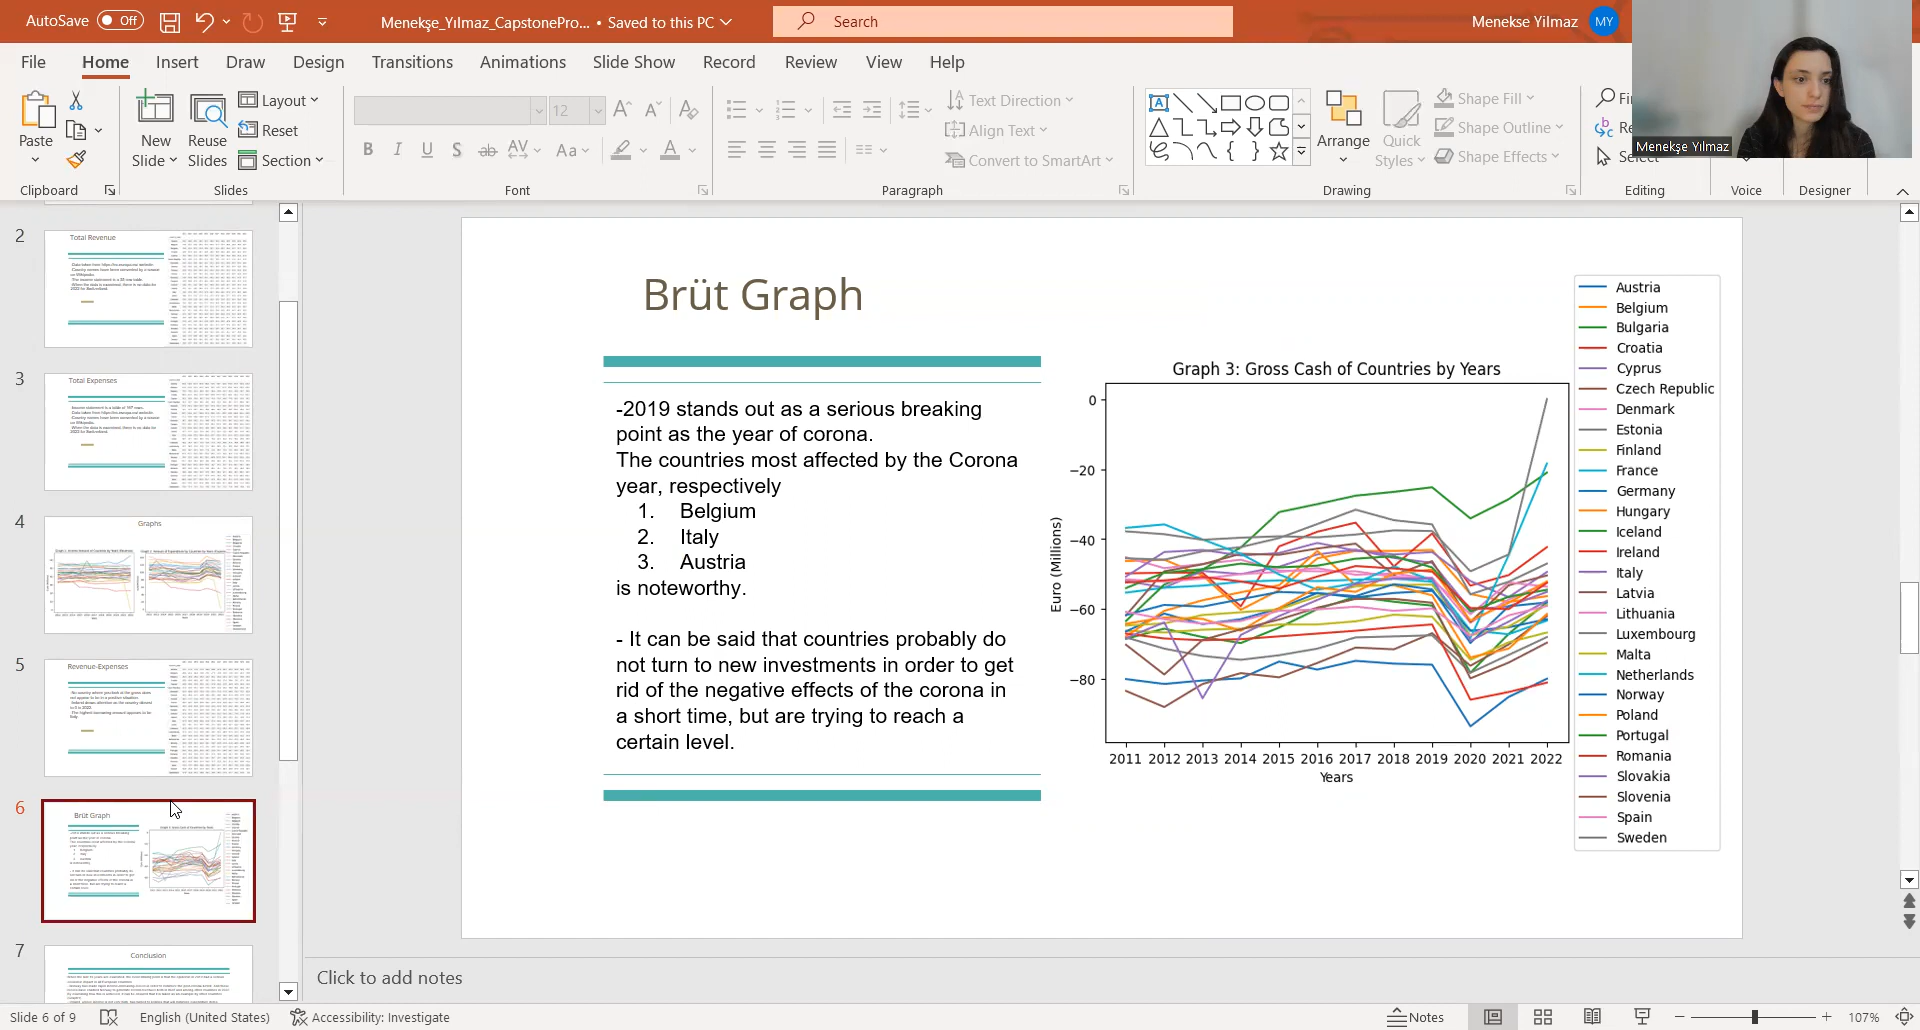 AutoSave Off
Menekşe_Yılmaz_CapstonePro... • Saved to this PC
Search
Menekse Yilmaz MY
File Home Insert Draw Design Transitions Animations Slide Show Record Review View Help
Paste
New Slide
Reuse Slides
Layout
Reset
Section
12
Text Direction
Align Text
Convert to SmartArt
Arrange
Quick Styles
Shape Fill
Shape Outline
Shape Effects
Select
Menekşe Yılmaz
Clipboard Slides Font Paragraph Drawing Editing Voice Designer
2
Total Revenue
3
Total Expenses
4
Graphs
5
Revenue-Expenses
6
Brüt Graph
7
Conclusion
Brüt Graph
-2019 stands out as a serious breaking
point as the year of corona.
The countries most affected by the Corona
year, respectively
1. Belgium
2. Italy
3. Austria
is noteworthy.
- It can be said that countries probably do
not turn to new investments in order to get
rid of the negative effects of the corona in
a short time, but are trying to reach a
certain level.
Graph 3: Gross Cash of Countries by Years
Euro (Millions)
0
−20
−40
−60
−80
2011 2012 2013 2014 2015 2016 2017 2018 2019 2020 2021 2022
Years
Austria
Belgium
Bulgaria
Croatia
Cyprus
Czech Republic
Denmark
Estonia
Finland
France
Germany
Hungary
Iceland
Ireland
Italy
Latvia
Lithuania
Luxembourg
Malta
Netherlands
Norway
Poland
Portugal
Romania
Slovakia
Slovenia
Spain
Sweden
Click to add notes
Slide 6 of 9 English (United States) Accessibility: Investigate Notes 107%